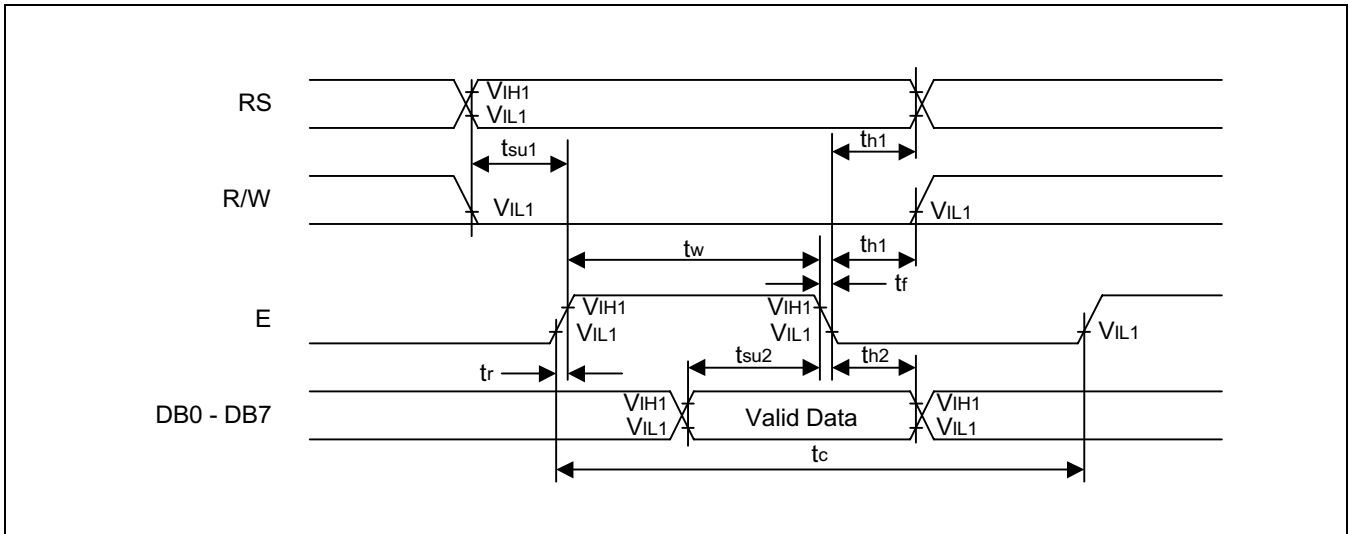 RS
VIH1
VIL1
tsu1
th1
R/W
VIL1
VIL1
tw
th1
tf
E
VIH1
VIL1
VIH1
VIL1
VIL1
tsu2
th2
tr
DB0 - DB7
VIH1
VIL1
Valid Data
VIH1
VIL1
tc